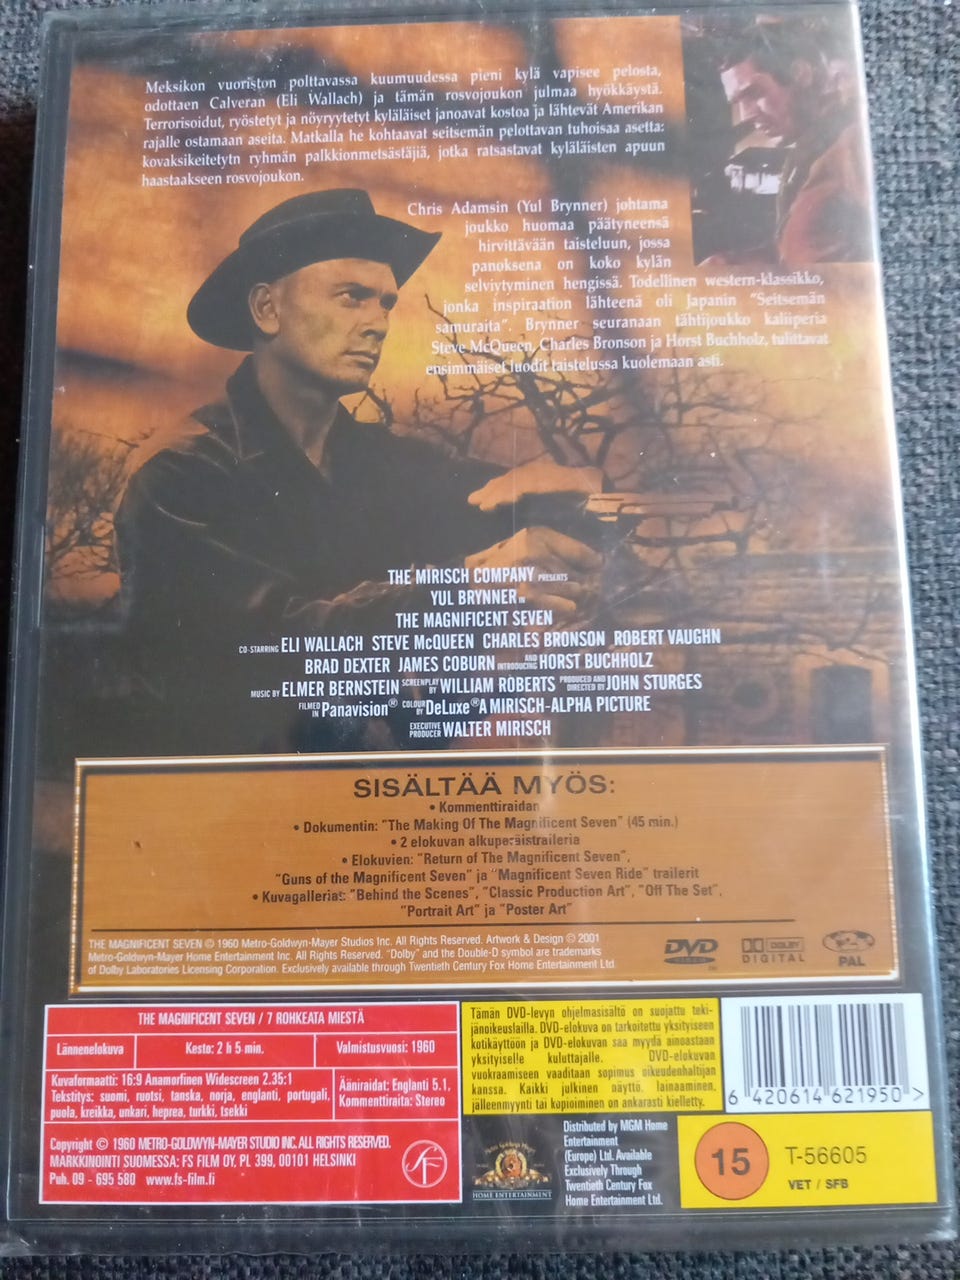 Meksikon vuoriston polttavassa kuumuudessa pieni kylä vapisee pelosta,
odottaen Calveran (Eli Wallach) ja tämän rosvojoukon julmaa hyökkäystä.
Terrorisoidut, ryöstetyt ja nöyryytetyt kyläläiset janoavat kostoa ja lähtevät Amerikan
rajalle ostamaan aseita. Matkalla he kohtaavat seitsemän pelottavan tuhoisaa asetta:
kovaksikeitetytn ryhmän palkkionmetsästäjiä, jotka ratsastavat kyläläisten apuun
haastaakseen rosvojoukon.
Chris Adamsin (Yul Brynner) johtama
joukko huomaa päätyneensä
hirvittävään taisteluun, jossa
panoksena on koko kylän
selviytyminen hengissä. Todellinen western-klassikko,
jonka inspiraation lähteenä oli Japanin "Seitsemän
samuraita". Brynner seuranaan tähtijoukko kaliiperia
Steve McQueen, Charles Bronson ja Horst Buchholz, tulittavat
ensimmäiset luodit taistelussa kuolemaan asti.
THE MIRISCH COMPANY PRESENTS
YUL BRYNNER IN
THE MAGNIFICENT SEVEN
CO-STARRING ELI WALLACH STEVE McQUEEN CHARLES BRONSON ROBERT VAUGHN
BRAD DEXTER JAMES COBURN AND INTRODUCING HORST BUCHHOLZ
MUSIC BY ELMER BERNSTEIN SCREENPLAY BY WILLIAM ROBERTS PRODUCED AND DIRECTED BY JOHN STURGES
FILMED IN Panavision® COLOUR BY DeLuxe® A MIRISCH-ALPHA PICTURE
EXECUTIVE PRODUCER WALTER MIRISCH
SISÄLTÄÄ MYÖS:
• Kommenttiraidan
• Dokumentin: "The Making Of The Magnificent Seven" (45 min.)
• 2 elokuvan alkuperäistraileria
• Elokuvien: "Return of The Magnificent Seven",
"Guns of the Magnificent Seven" ja "Magnificent Seven Ride" trailerit
• Kuvagallerias: "Behind the Scenes", "Classic Production Art", "Off The Set",
"Portrait Art" ja "Poster Art"
THE MAGNIFICENT SEVEN © 1960 Metro-Goldwyn-Mayer Studios Inc. All Rights Reserved. Artwork & Design © 2001
Metro-Goldwyn-Mayer Home Entertainment Inc. All Rights Reserved. "Dolby" and the Double-D symbol are trademarks
of Dolby Laboratories Licensing Corporation. Exclusively available through Twentieth Century Fox Home Entertainment Ltd.
DVD VIDEO
DOLBY DIGITAL
PAL
THE MAGNIFICENT SEVEN / 7 ROHKEATA MIESTÄ
Lännenelokuva Kesto: 2 h 5 min. Valmistusvuosi: 1960
Kuvaformaatti: 16:9 Anamorfinen Widescreen 2.35:1
Tekstitys: suomi, ruotsi, tanska, norja, englanti, portugali,
puola, kreikka, unkari, heprea, turkki, tsekki
Ääniraidat: Englanti 5.1,
Kommenttiraita: Stereo
Copyright © 1960 METRO-GOLDWYN-MAYER STUDIO INC. ALL RIGHTS RESERVED.
MARKKINOINTI SUOMESSA: FS FILM OY, PL 399, 00101 HELSINKI
Puh. 09 - 695 580 www.fs-film.fi
SF
Tämän DVD-levyn ohjelmasisältö on suojattu teki-
jänoikeuslailla. DVD-elokuva on tarkoitettu yksityiseen
kotikäyttöön ja DVD-elokuvan saa myydä ainoastaan
yksityiselle kuluttajalle. DVD-elokuvan
vuokraamiseen vaaditaan sopimus oikeudenhaltijan
kanssa. Kaikki julkinen näyttö, lainaaminen,
jälleenmyynti tai kopioiminen on ankarasti kielletty.
6 420614 621950 >
HOME ENTERTAINMENT
Distributed by MGM Home
Entertainment
(Europe) Ltd. Available
Exclusively Through
Twentieth Century Fox
Home Entertainment Ltd.
15
T-56605
VET / SFB